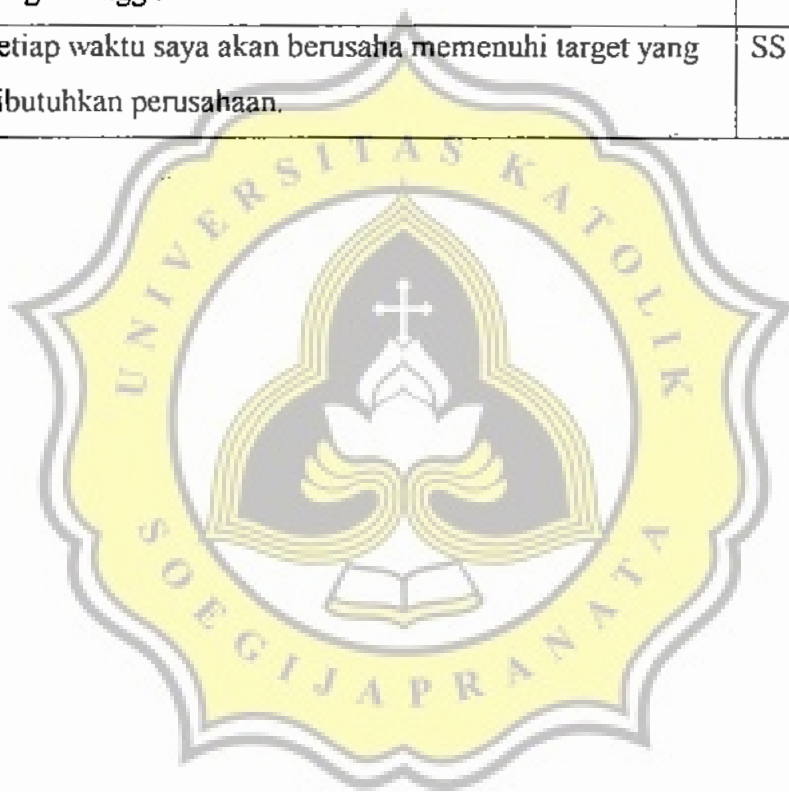 etiap waktu saya akan berusaha memenuhi target yang SS
ibutuhkan perusahaan.
UNIVERSITAS KATOLIK
SOEGIJAPRANATA